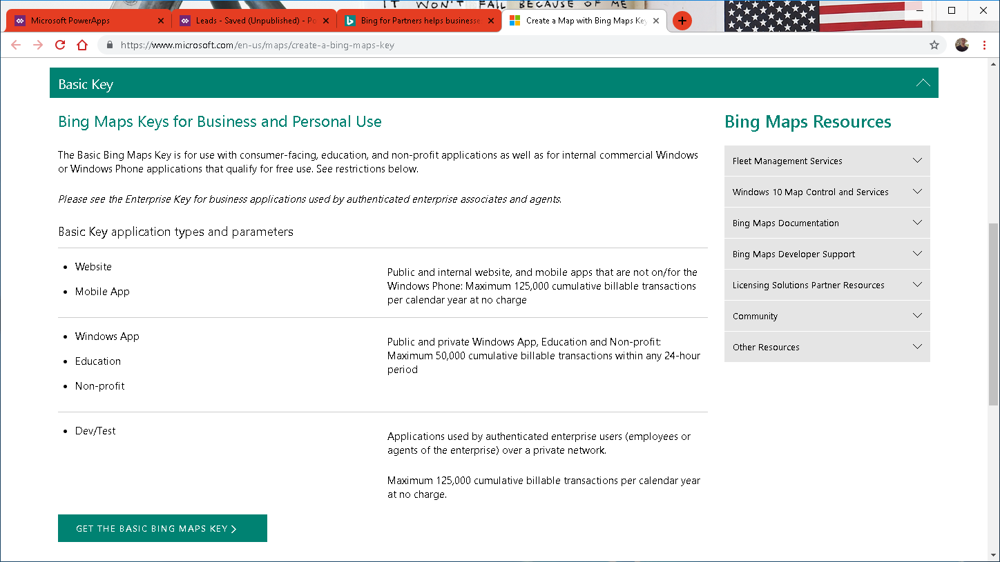 IT WON'T FAIL BECAUSE OF ME
Microsoft PowerApps
Leads - Saved (Unpublished) - Po
Bing for Partners helps businesse
Create a Map with Bing Maps Key
https://www.microsoft.com/en-us/maps/create-a-bing-maps-key
Basic Key
Bing Maps Keys for Business and Personal Use
The Basic Bing Maps Key is for use with consumer-facing, education, and non-profit applications as well as for internal commercial Windows
or Windows Phone applications that qualify for free use. See restrictions below.
Please see the Enterprise Key for business applications used by authenticated enterprise associates and agents.
Basic Key application types and parameters
Website
Mobile App
Public and internal website, and mobile apps that are not on/for the
Windows Phone: Maximum 125,000 cumulative billable transactions
per calendar year at no charge
Windows App
Education
Non-profit
Public and private Windows App, Education and Non-profit:
Maximum 50,000 cumulative billable transactions within any 24-hour
period
Dev/Test
Applications used by authenticated enterprise users (employees or
agents of the enterprise) over a private network.
Maximum 125,000 cumulative billable transactions per calendar year
at no charge.
GET THE BASIC BING MAPS KEY
Bing Maps Resources
Fleet Management Services
Windows 10 Map Control and Services
Bing Maps Documentation
Bing Maps Developer Support
Licensing Solutions Partner Resources
Community
Other Resources